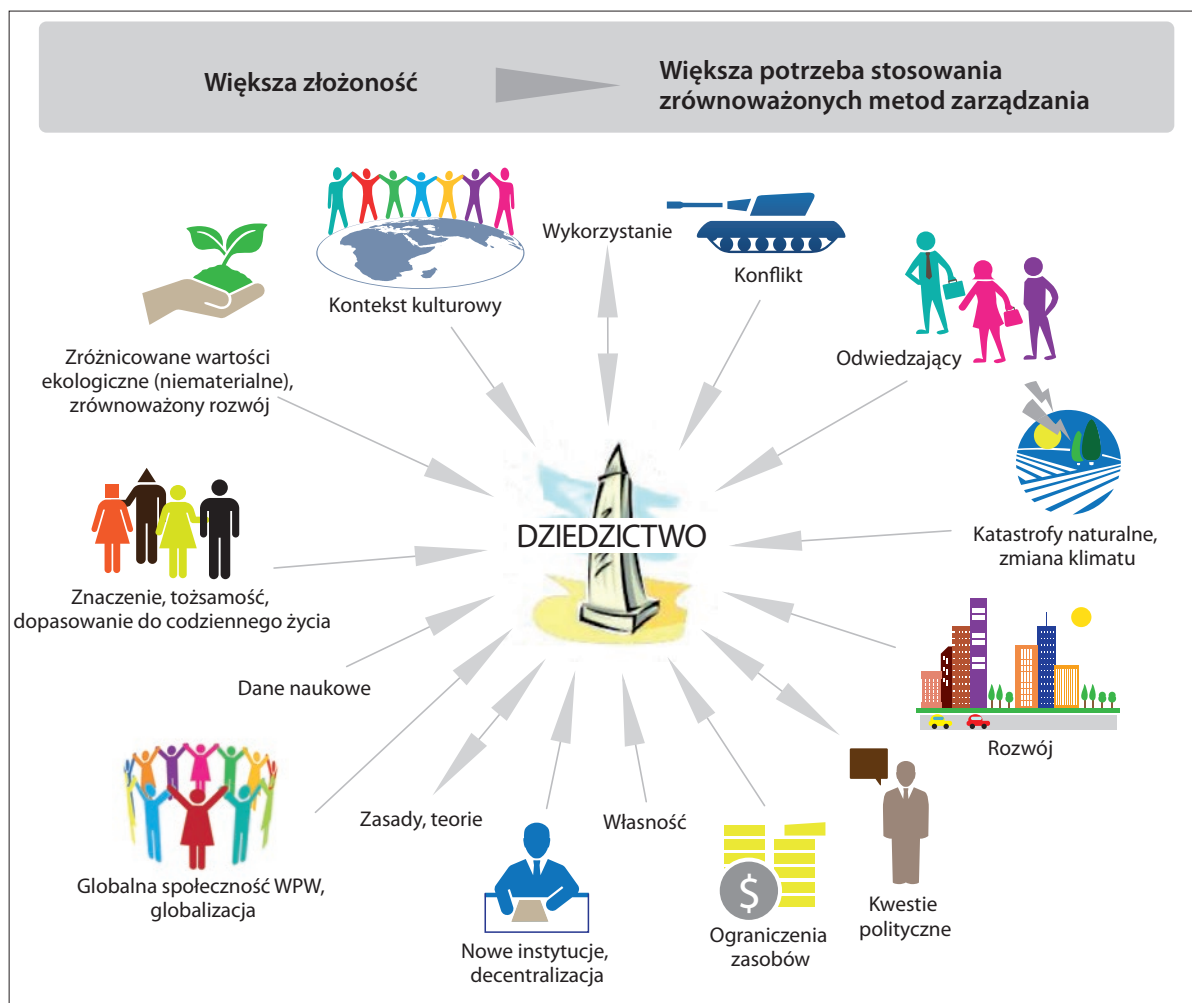 Większa złożoność
Większa potrzeba stosowania
zrównoważonych metod zarządzania
Wykorzystanie
Kontekst kulturowy
Konflikt
Odwiedzający
Zróżnicowane wartości
ekologiczne (niematerialne),
zrównoważony rozwój
DZIEDZICTWO
Katastrofy naturalne,
zmiana klimatu
Znaczenie, tożsamość,
dopasowanie do codziennego życia
Dane naukowe
Rozwój
Zasady, teorie
Własność
Globalna społeczność WPW,
globalizacja
$
Kwestie
polityczne
Nowe instytucje,
decentralizacja
Ograniczenia
zasobów